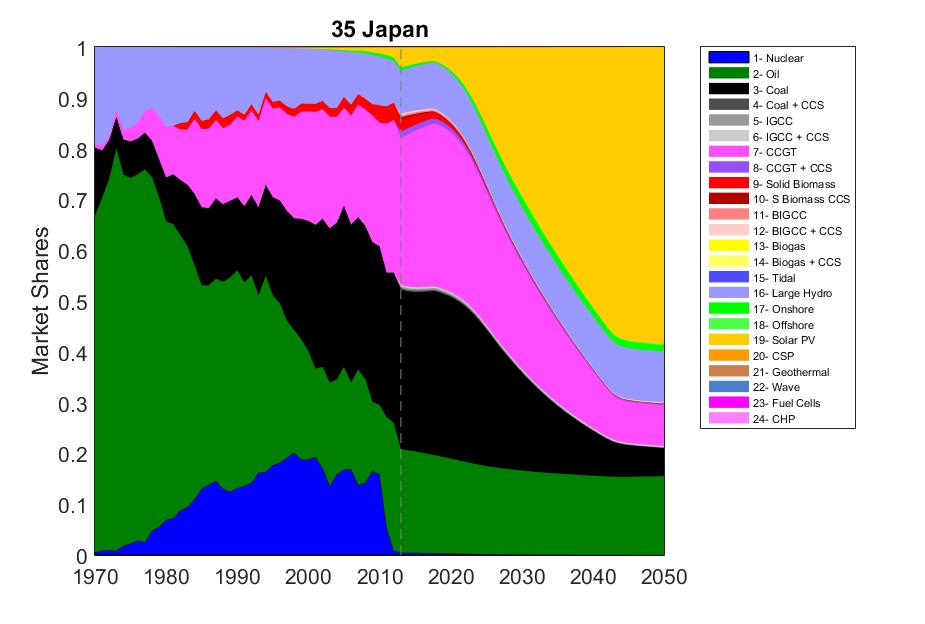 35 Japan
Market Shares
1
0.9
0.8
0.7
0.6
0.5
0.4
0.3
0.2
0.1
0
1970 1980 1990 2000 2010 2020 2030 2040 2050
1- Nuclear
2- Oil
3- Coal
4- Coal + CCS
5- IGCC
6- IGCC + CCS
7- CCGT
8- CCGT + CCS
9- Solid Biomass
10- S Biomass CCS
11- BIGCC
12- BIGCC + CCS
13- Biogas
14- Biogas + CCS
15- Tidal
16- Large Hydro
17- Onshore
18- Offshore
19- Solar PV
20- CSP
21- Geothermal
22- Wave
23- Fuel Cells
24- CHP